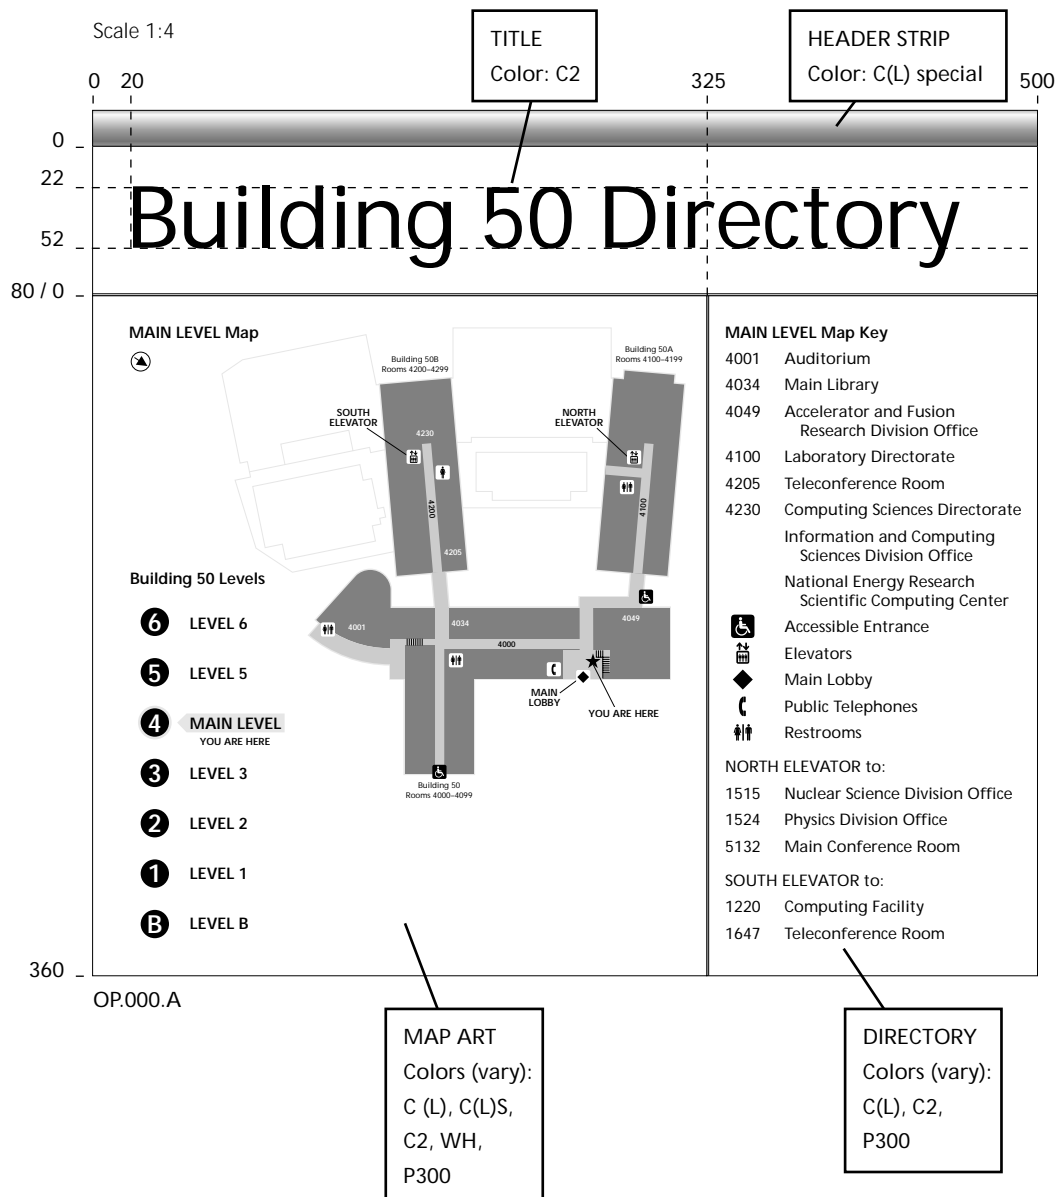 Scale 1:4
TITLE
Color: C2
HEADER STRIP
Color: C(L) special
0
20
325
500
0
22
52
80 / 0
360
Building 50 Directory
MAIN LEVEL Map
Building 50B
Rooms 4200–4299
Building 50A
Rooms 4100–4199
SOUTH
ELEVATOR
NORTH
ELEVATOR
4230
4200
4100
4205
4001
4034
4049
4000
MAIN
LOBBY
YOU ARE HERE
Building 50
Rooms 4000–4099
Building 50 Levels
6 LEVEL 6
5 LEVEL 5
4 MAIN LEVEL
YOU ARE HERE
3 LEVEL 3
2 LEVEL 2
1 LEVEL 1
B LEVEL B
MAIN LEVEL Map Key
4001 Auditorium
4034 Main Library
4049 Accelerator and Fusion
Research Division Office
4100 Laboratory Directorate
4205 Teleconference Room
4230 Computing Sciences Directorate
Information and Computing
Sciences Division Office
National Energy Research
Scientific Computing Center
Accessible Entrance
Elevators
Main Lobby
Public Telephones
Restrooms
NORTH ELEVATOR to:
1515 Nuclear Science Division Office
1524 Physics Division Office
5132 Main Conference Room
SOUTH ELEVATOR to:
1220 Computing Facility
1647 Teleconference Room
OP.000.A
MAP ART
Colors (vary):
C (L), C(L)S,
C2, WH,
P300
DIRECTORY
Colors (vary):
C(L), C2,
P300